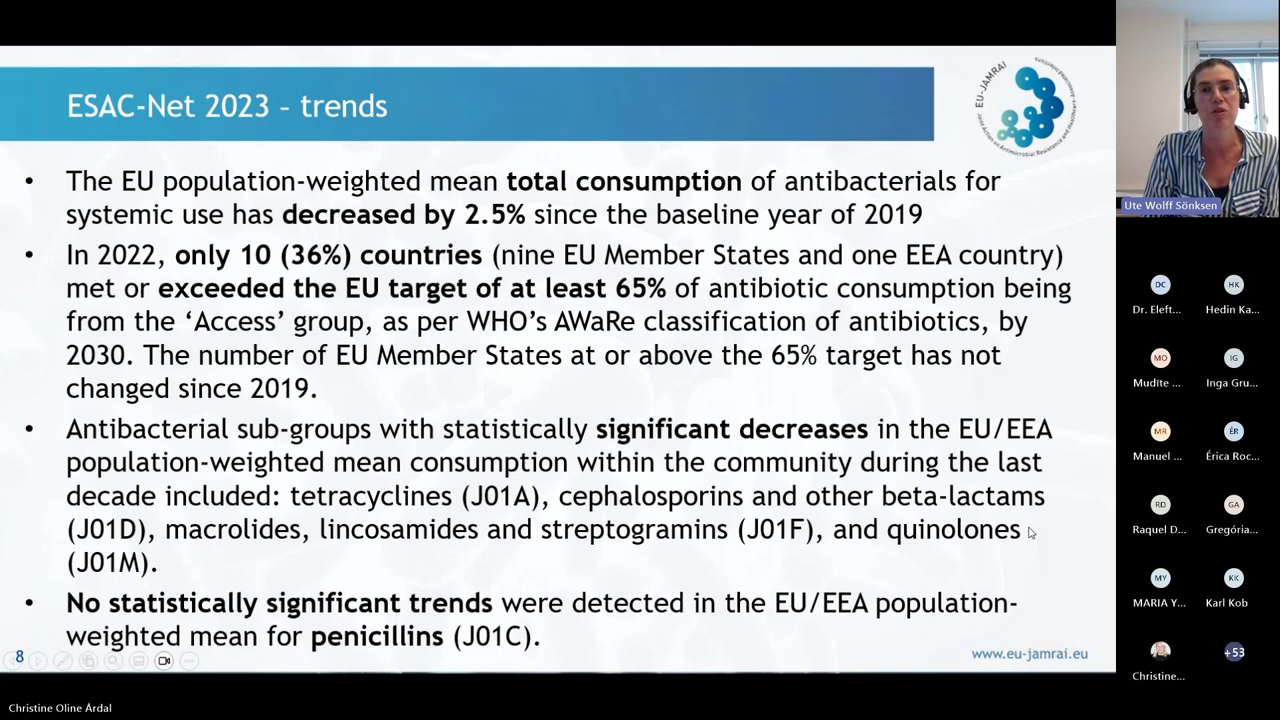 ESAC-Net 2023 – trends
EU-JAMRAI
• The EU population-weighted mean total consumption of antibacterials for
systemic use has decreased by 2.5% since the baseline year of 2019
• In 2022, only 10 (36%) countries (nine EU Member States and one EEA country)
met or exceeded the EU target of at least 65% of antibiotic consumption being
from the ‘Access’ group, as per WHO’s AWaRe classification of antibiotics, by
2030. The number of EU Member States at or above the 65% target has not
changed since 2019.
• Antibacterial sub-groups with statistically significant decreases in the EU/EEA
population-weighted mean consumption within the community during the last
decade included: tetracyclines (J01A), cephalosporins and other beta-lactams
(J01D), macrolides, lincosamides and streptogramins (J01F), and quinolones
(J01M).
• No statistically significant trends were detected in the EU/EEA population-
weighted mean for penicillins (J01C).
8
www.eu-jamrai.eu
Christine Oline Årdal
Ute Wolff Sönksen
DC HK
Dr. Eleft... Hedin Ka...
MO IG
Mudīte ... Inga Gru...
MR ÉR
Manuel ... Érica Roc...
RD GA
Raquel D... Gregória...
MY KK
MARIA Y... Karl Kob
+53
Christine...